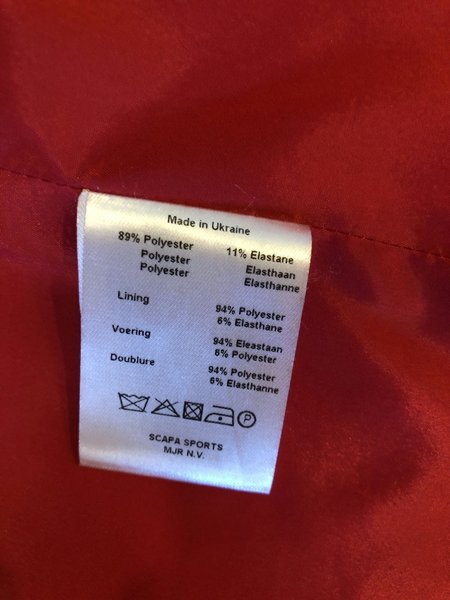 Made in Ukraine
89% Polyester 11% Elastane
Polyester Elasthaan
Polyester Elasthanne
Lining 94% Polyester
6% Elasthane
Voering 94% Eleastaan
6% Polyester
Doublure 94% Polyester
6% Elasthanne
P
SCAPA SPORTS
MJR N.V.